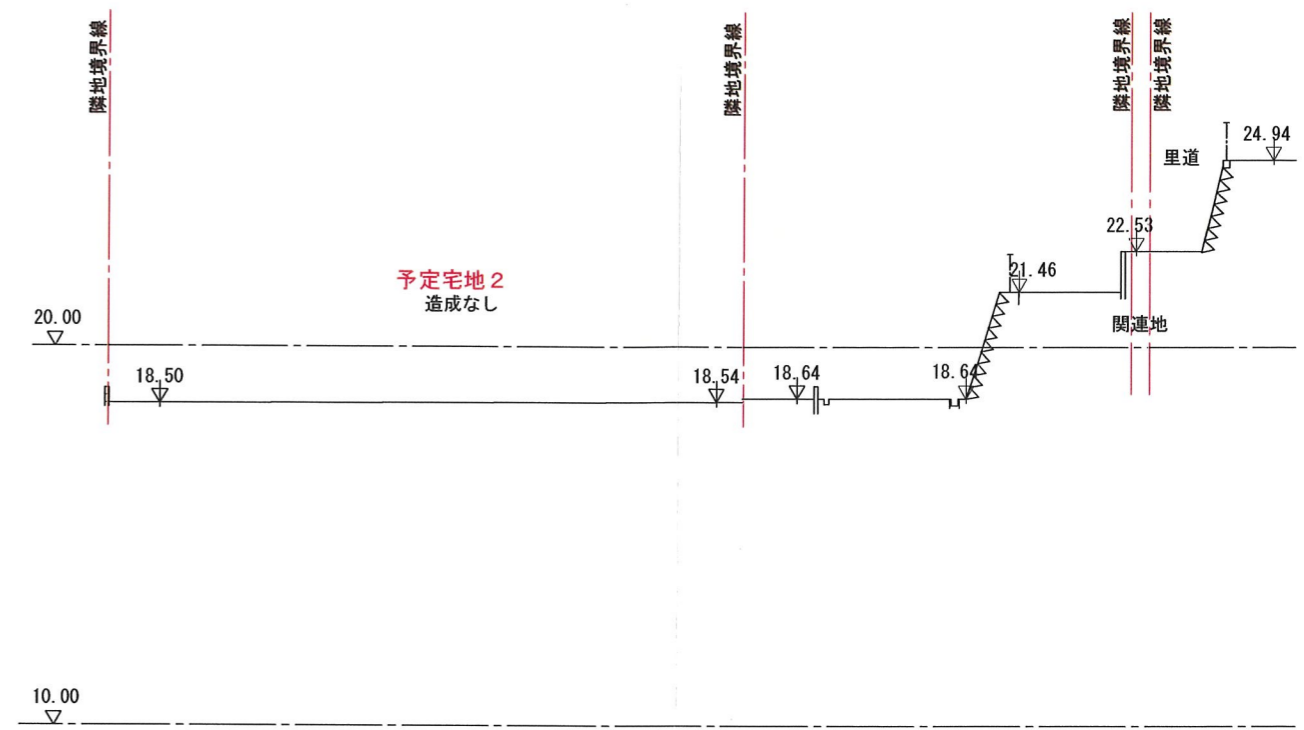 隣地境界線
隣地境界線
隣地境界線
隣地境界線
24.94
里道
22.53
21.46
予定宅地2
造成なし
20.00
関連地
18.50
18.54
18.64
18.64
10.00